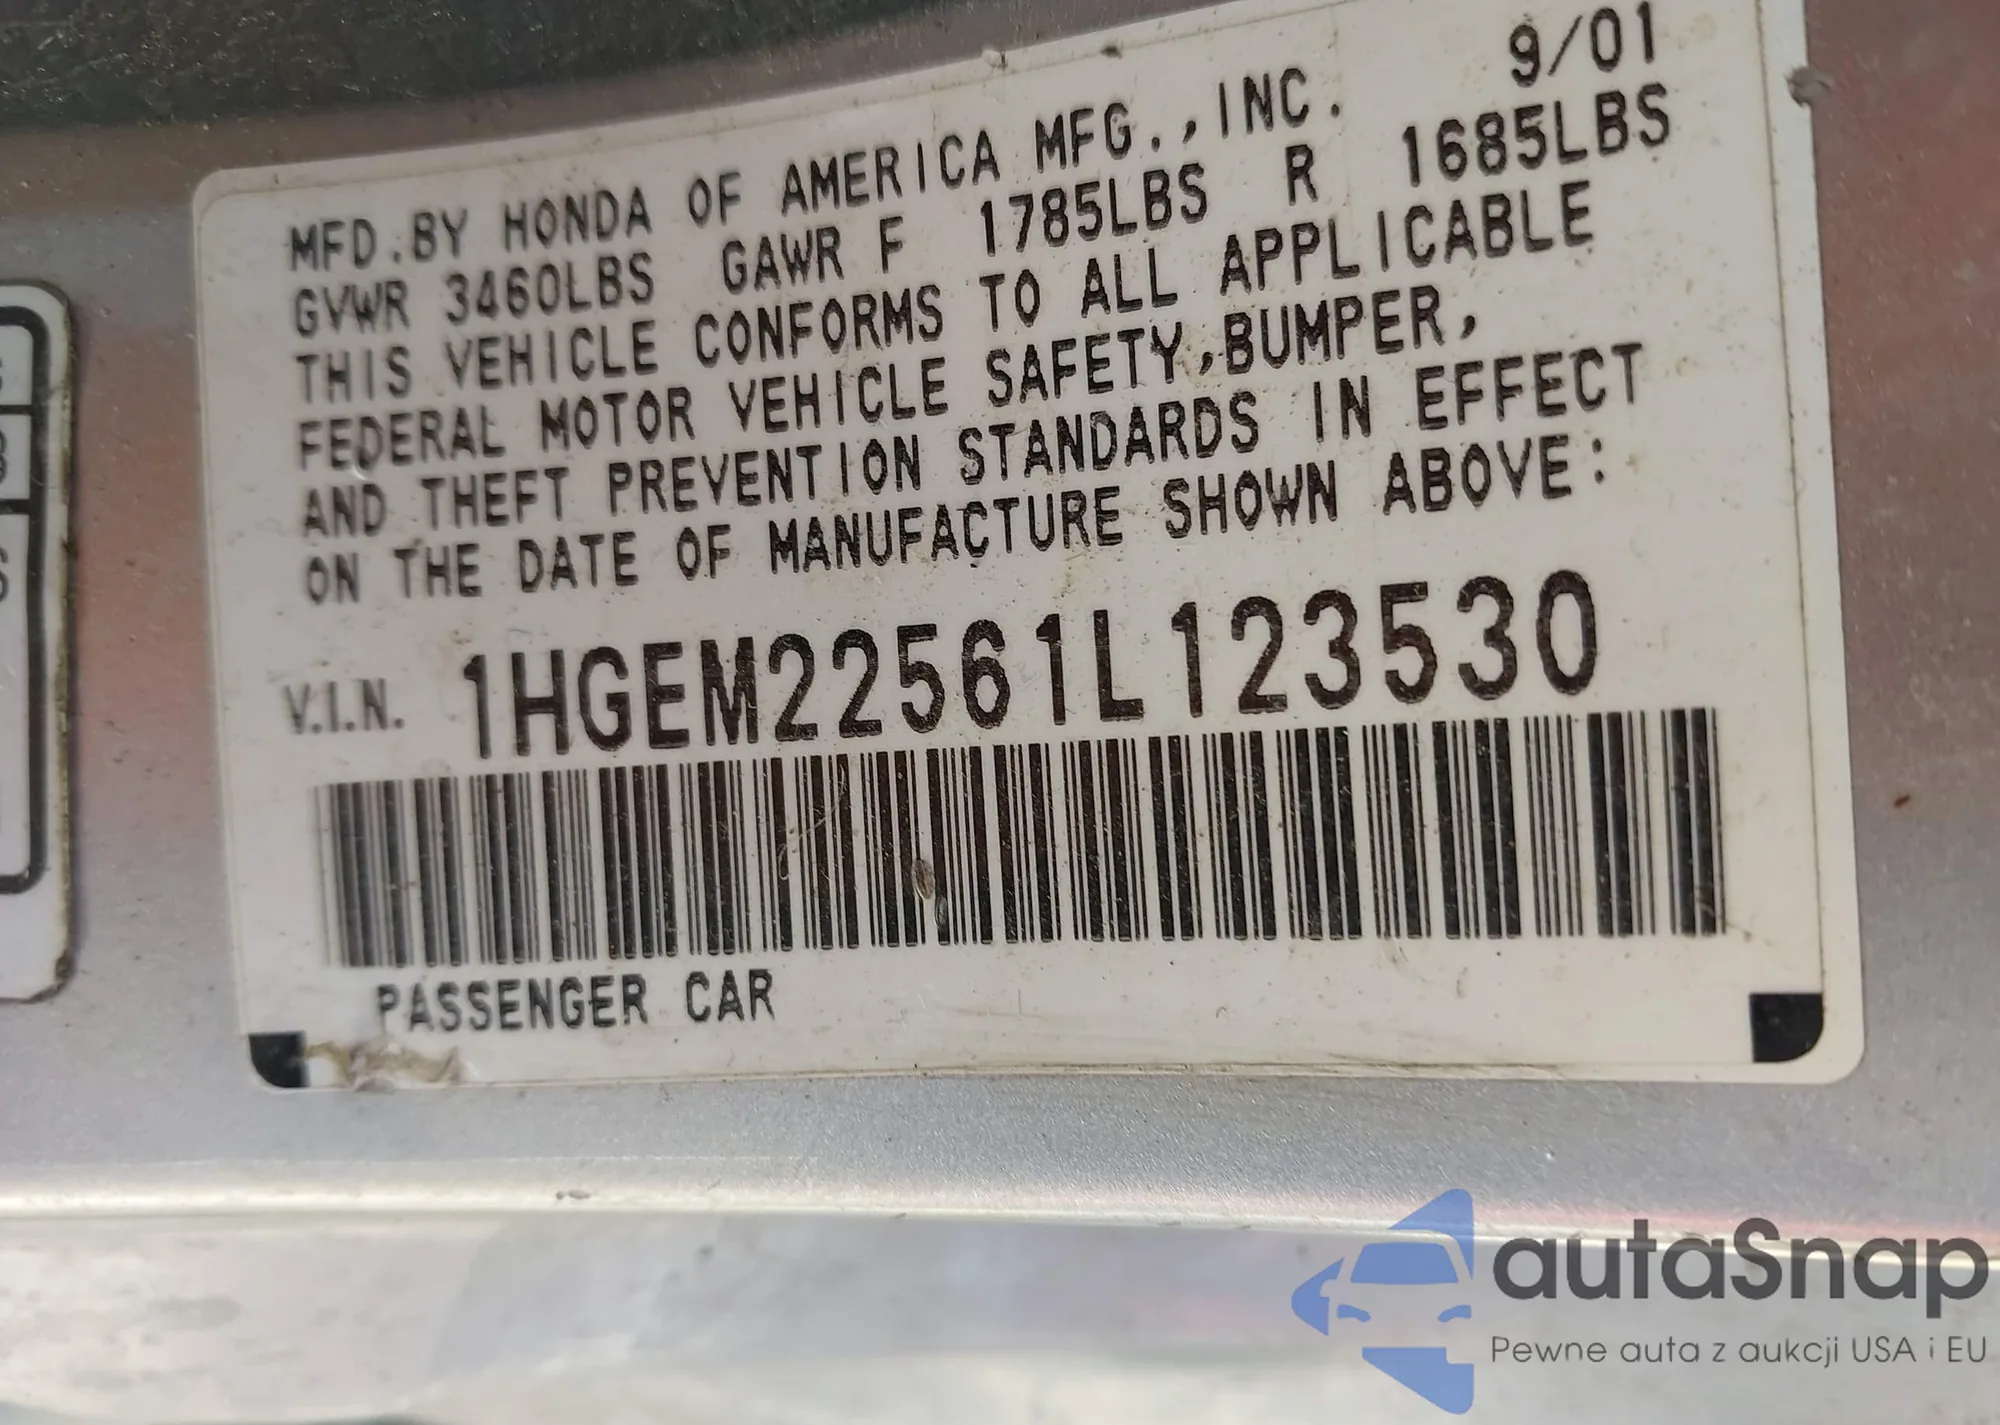 9/01
MFD.BY HONDA OF AMERICA MFG.,INC.
GVWR 3460LBS GAWR F 1785LBS R 1685LBS
THIS VEHICLE CONFORMS TO ALL APPLICABLE
FEDERAL MOTOR VEHICLE SAFETY,BUMPER,
AND THEFT PREVENTION STANDARDS IN EFFECT
ON THE DATE OF MANUFACTURE SHOWN ABOVE:
V.I.N. 1HGEM22561L123530
PASSENGER CAR
autaSnap
Pewne auta z aukcji USA i EU